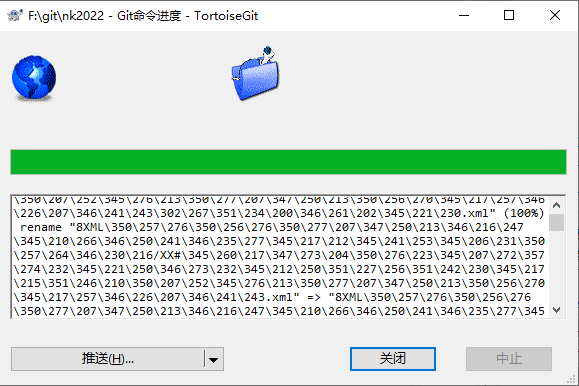 F:\git\nk2022 - Git命令进度 - TortoiseGit
\350\207\252\345\276\213\350\277\207\347\250\213\350\256\270\345\217\257\346
\226\207\346\241\243\302\267\351\234\200\346\261\202\345\221\230.xml" (100%)
rename "8XML\350\257\276\350\256\276\350\277\207\347\250\213\346\216\247
\345\210\266\346\250\241\346\235\277\345\217\212\345\241\253\345\206\231\350
\257\264\346\230\216/XX#\345\260\217\347\273\204\350\256\223\345\207\272\357
\274\232\345\221\250\346\273\232\345\212\250\351\227\256\351\242\230\345\217
\215\351\246\210\350\207\252\345\276\213\350\277\207\347\250\213\350\256\270
\345\217\257\346\226\207\346\241\243.xml" => "8XML\350\257\276\350\256\276
\350\277\207\347\250\213\346\216\247\345\210\266\346\250\241\346\235\277\345
推送(H)...
关闭
中止